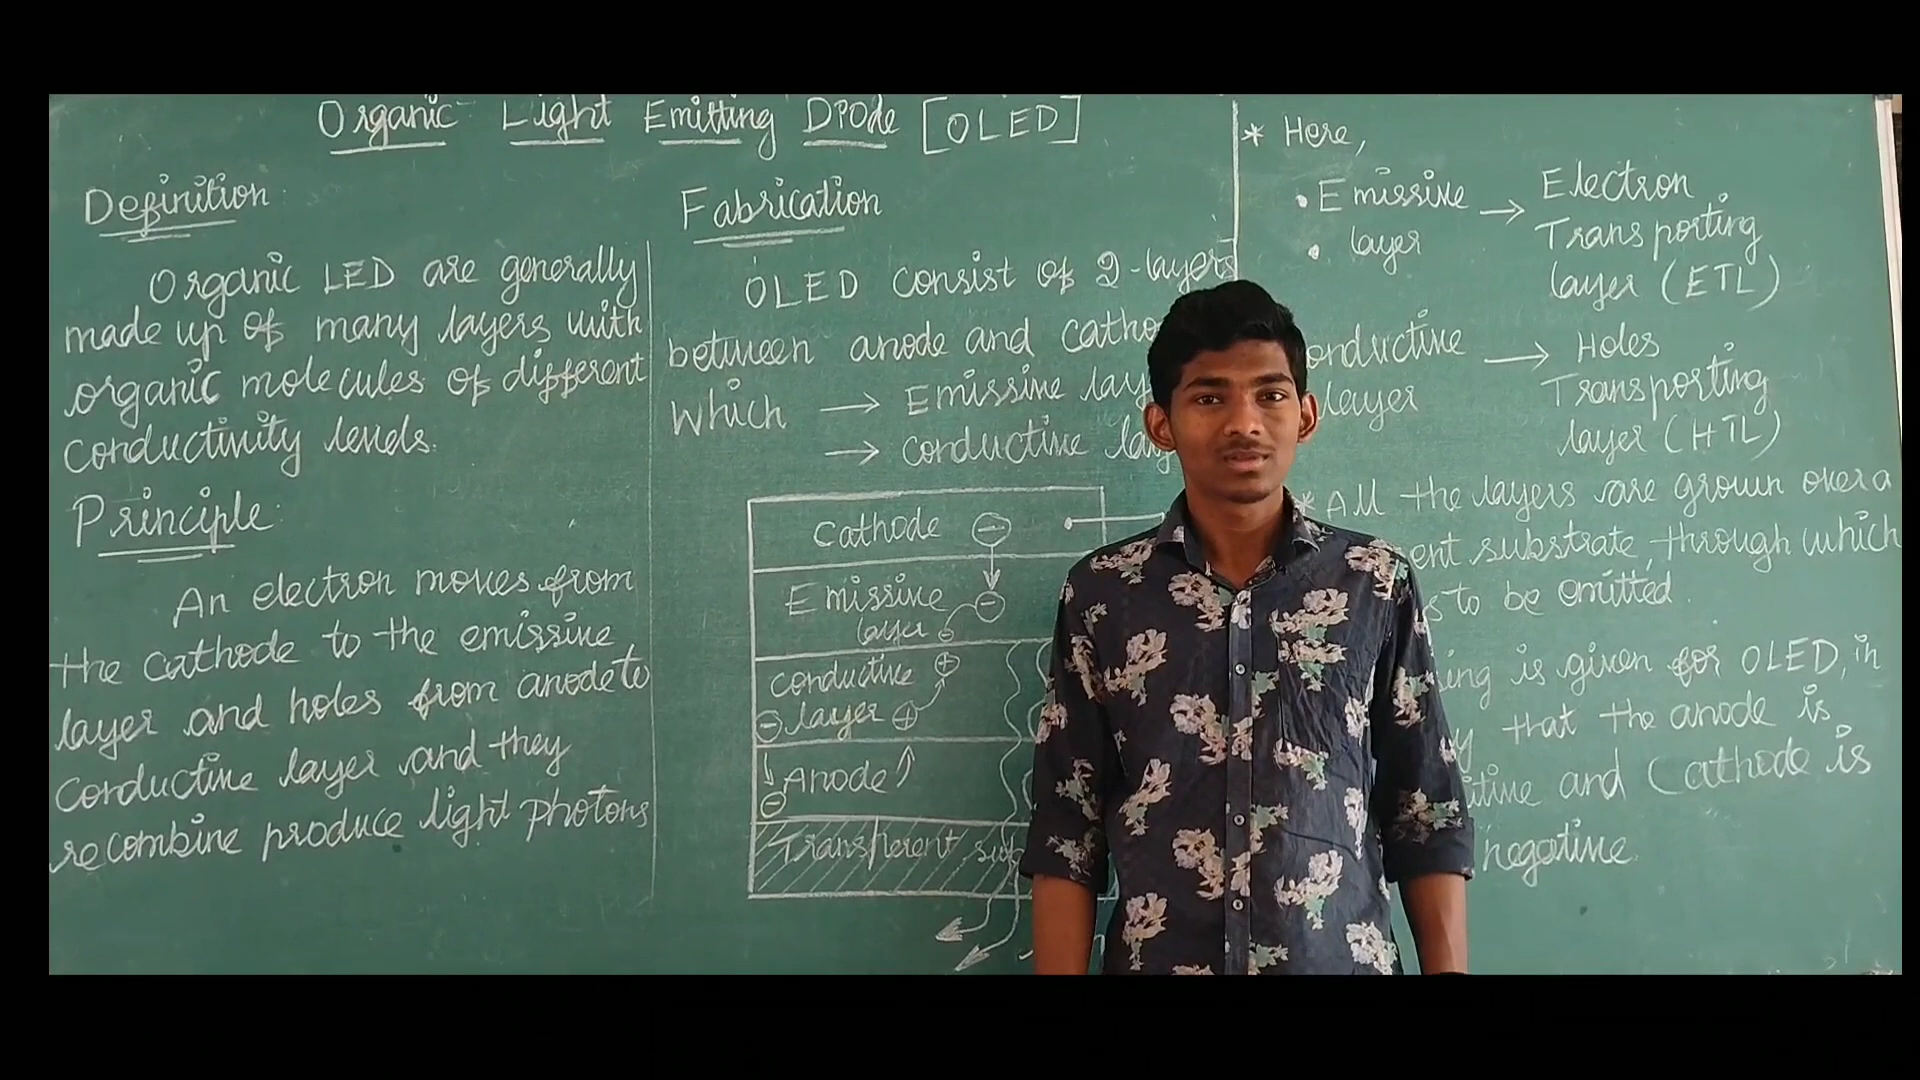 Organic Light Emitting Diode [OLED]
Definition
Organic LED are generally
made up of many layers with
organic molecules of different
conductivity levels.
Principle:
An electron moves from
the cathode to the emissive
layer and holes from anode to
conductive layer and they
recombine produce light photons
Fabrication
OLED consist of 2-layers
between anode and
which → Emissive
→ conductive
Cathode ⊖
Emissive
layer
conductive ⊕
⊖ layer ⊕
Anode
⊖
Transperent
* Here,
• Emissive → Electron
• layer Transporting
layer (ETL)
→ Holes
layer Transporting
layer (HTL)
* All the layers are grown over a
substrate, through which
to be emitted.
is given for OLED, in
that the anode is
and Cathode is
negative.